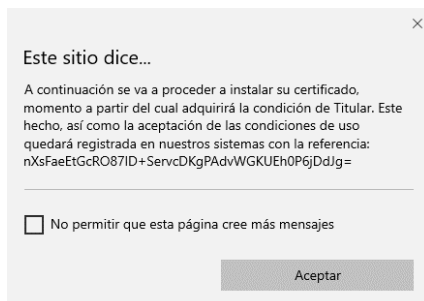 Este sitio dice...
A continuación se va a proceder a instalar su certificado,
momento a partir del cual adquirirá la condición de Titular. Este
hecho, así como la aceptación de las condiciones de uso
quedará registrada en nuestros sistemas con la referencia:
nXsFaeEtGcRO87lD+ServcDKgPAdvWGKUEh0P6jDdJg=
No permitir que esta página cree más mensajes
Aceptar